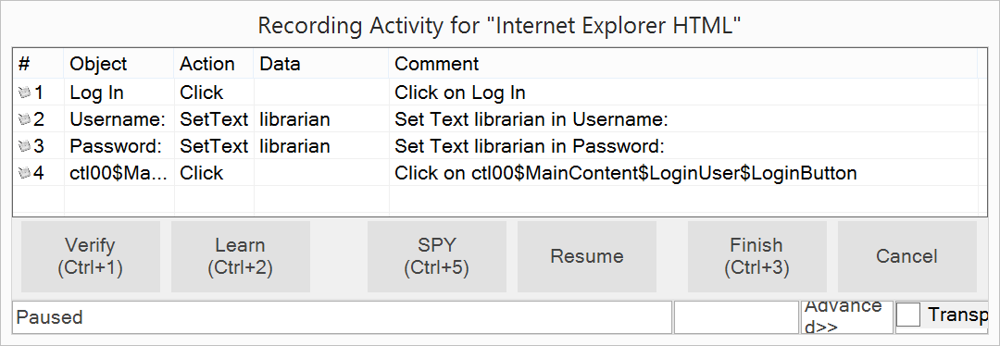 Recording Activity for "Internet Explorer HTML"
# Object Action Data Comment
1 Log In Click Click on Log In
2 Username: SetText librarian Set Text librarian in Username:
3 Password: SetText librarian Set Text librarian in Password:
4 ctl00$Ma... Click Click on ctl00$MainContent$LoginUser$LoginButton
Verify
(Ctrl+1)
Learn
(Ctrl+2)
SPY
(Ctrl+5)
Resume
Finish
(Ctrl+3)
Cancel
Paused
Advance
d>>
Transp